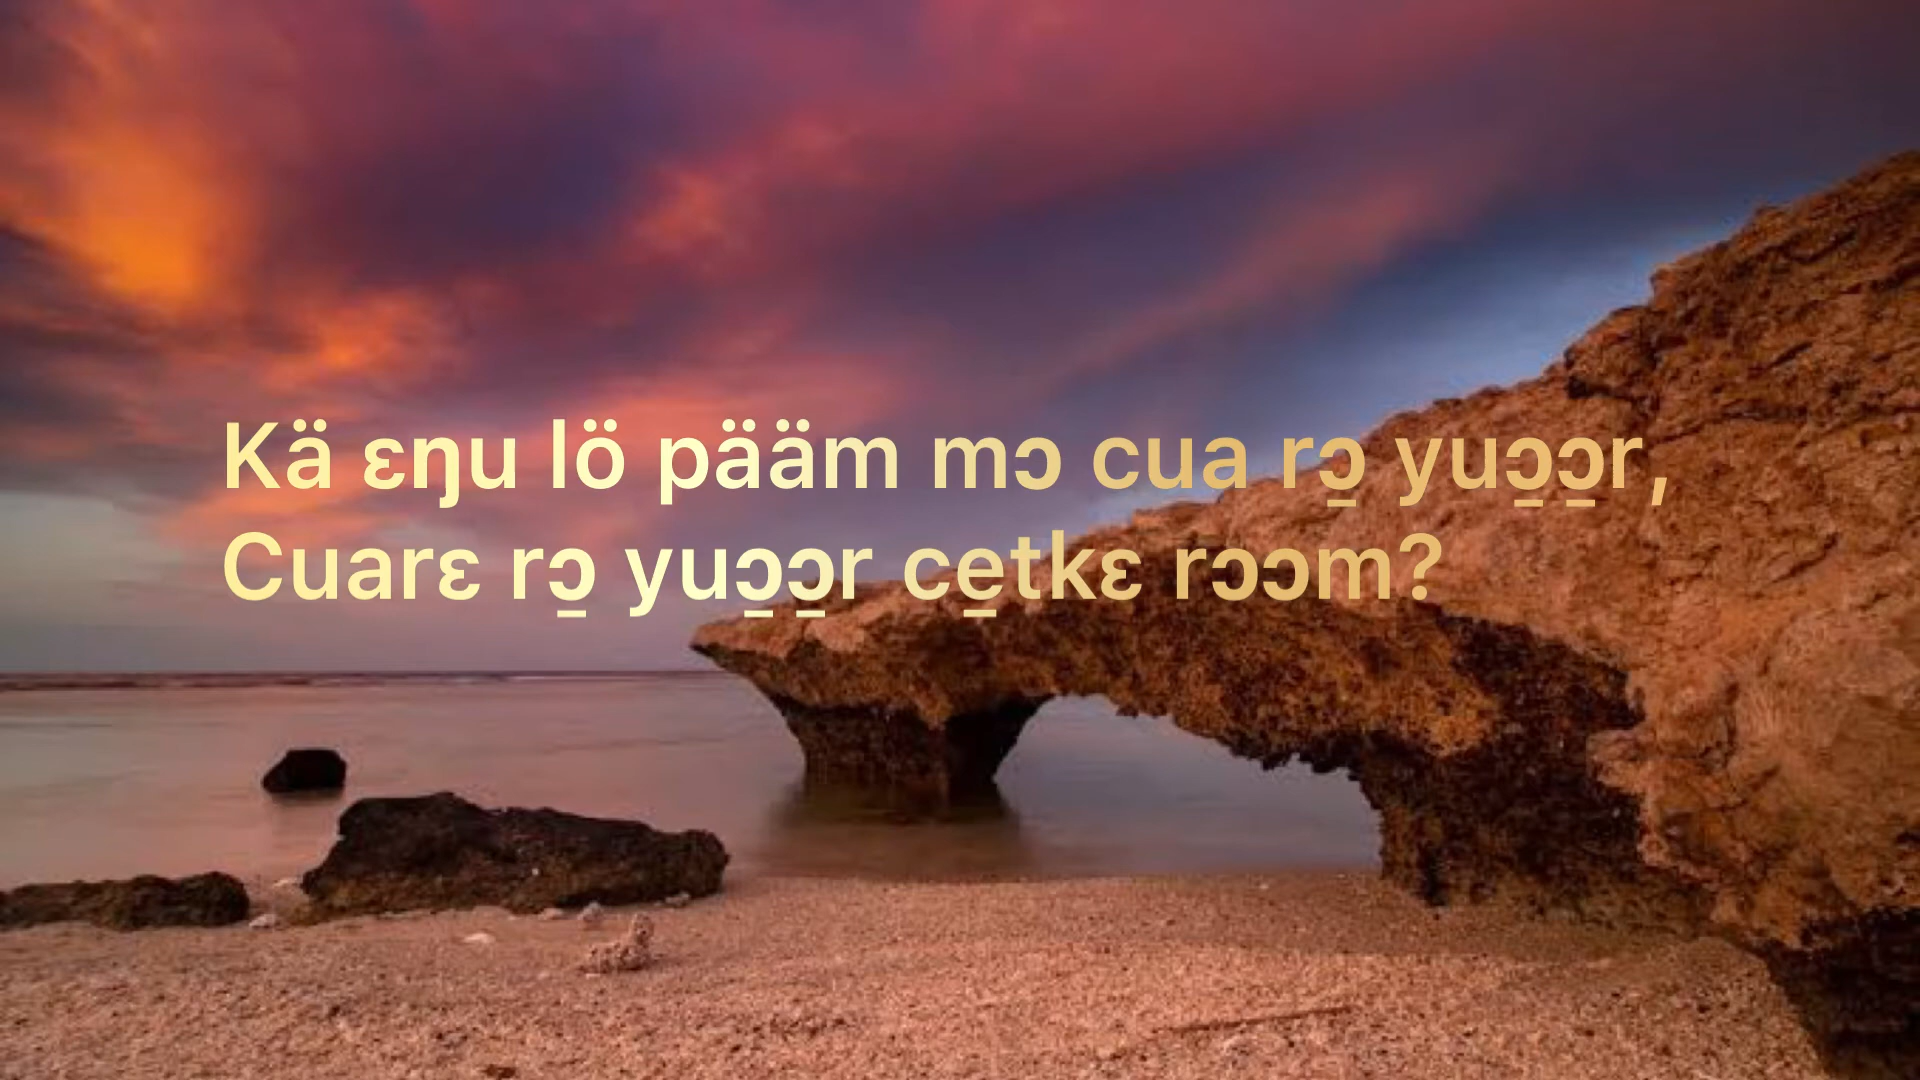 Kä ɛŋu lö pääm mɔ cua rɔ̱ yuɔ̱ɔ̱r,
Cuarɛ rɔ̱ yuɔ̱ɔ̱r ce̱tkɛ rɔɔm?